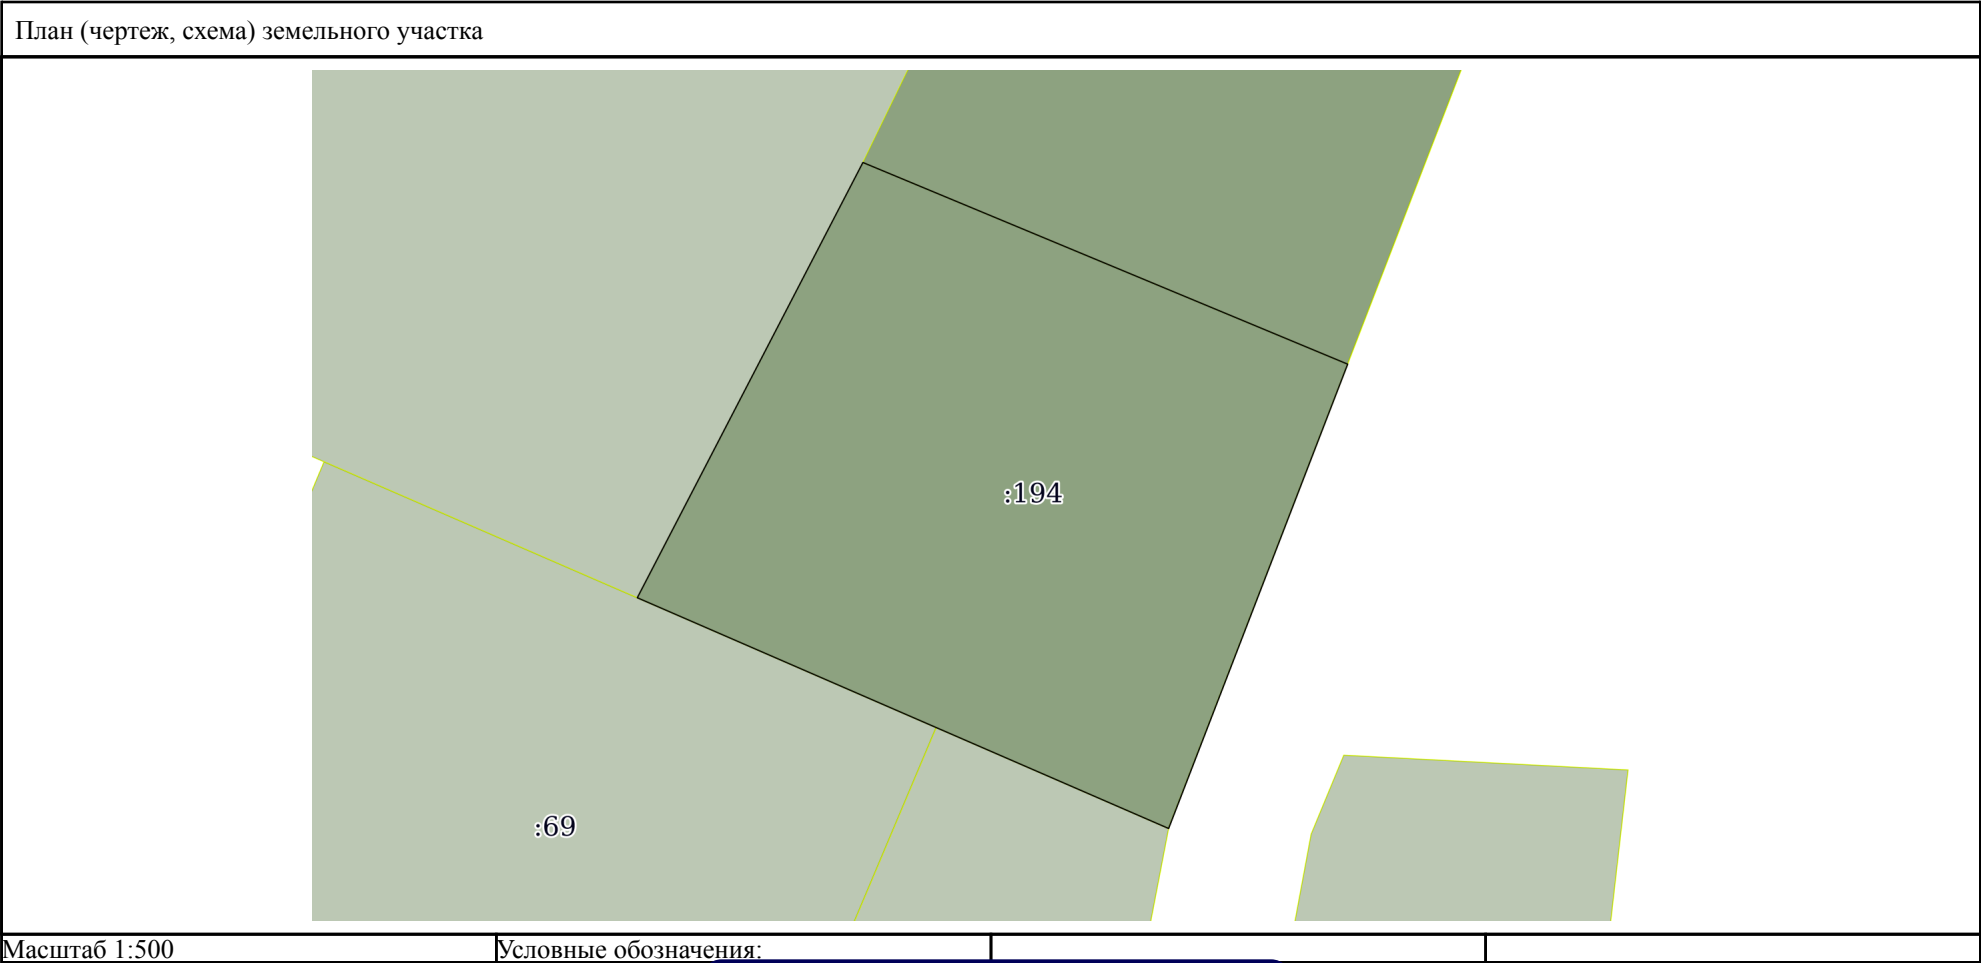 План (чертеж, схема) земельного участка
:194
:69
Масштаб 1:500
Условные обозначения: